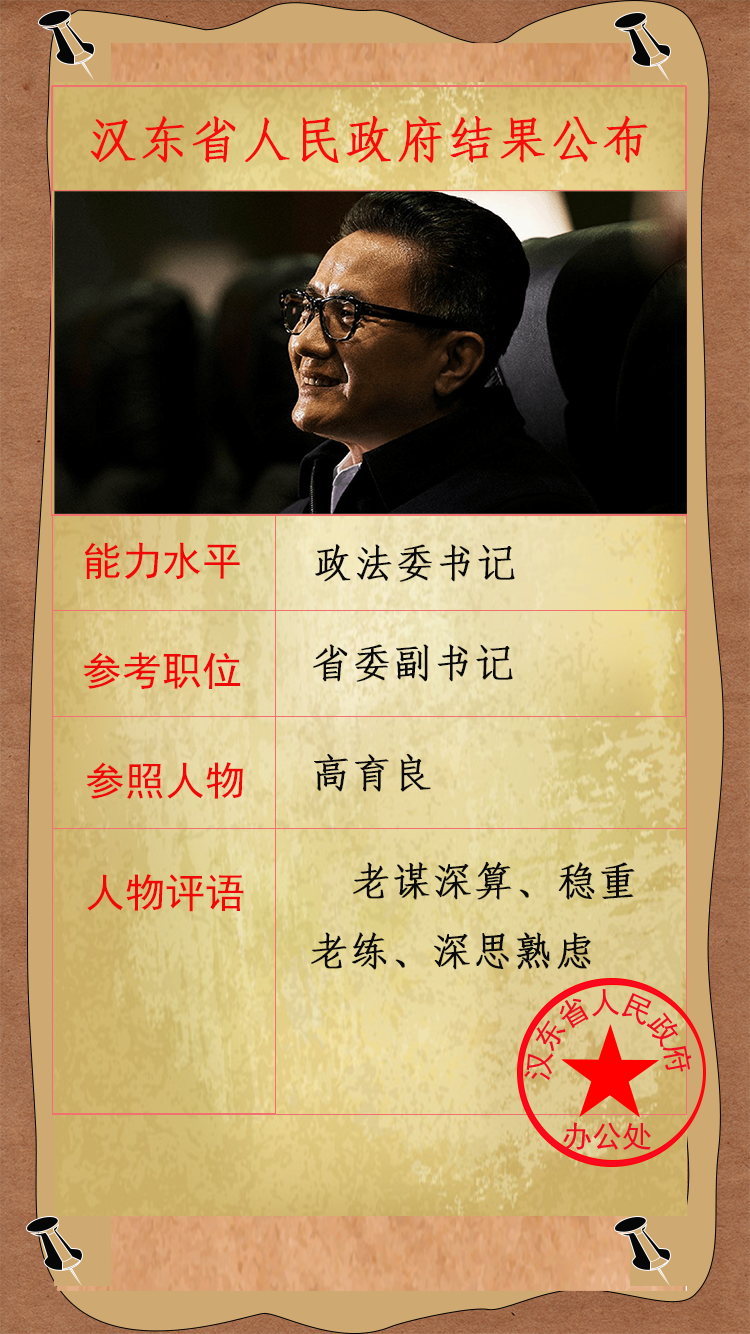 汉东省人民政府结果公布
能力水平 政法委书记
参考职位 省委副书记
参照人物 高育良
人物评语 老谋深算、稳重
老练、深思熟虑
汉东省人民政府
办公处